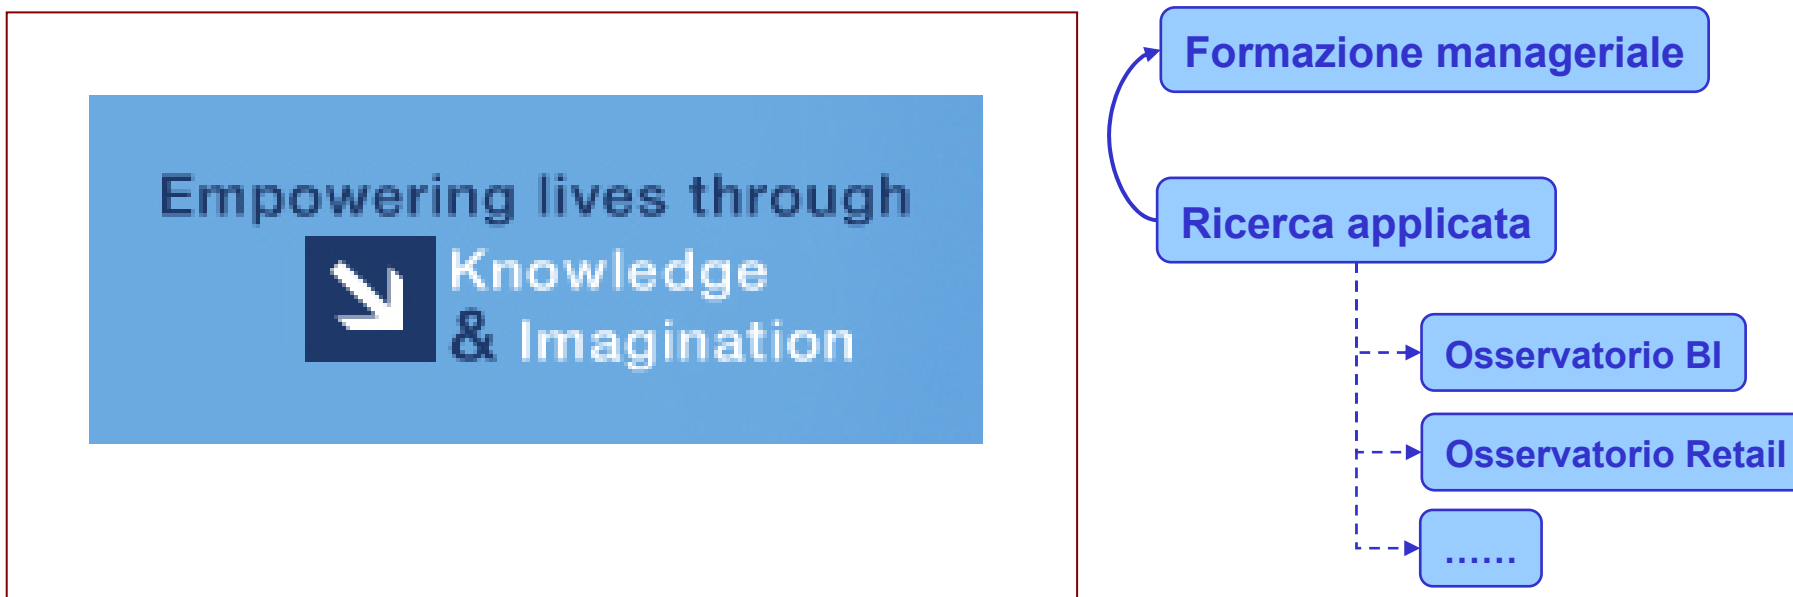 Empowering lives through
Knowledge
& Imagination
Formazione manageriale
Ricerca applicata
Osservatorio BI
Osservatorio Retail
......